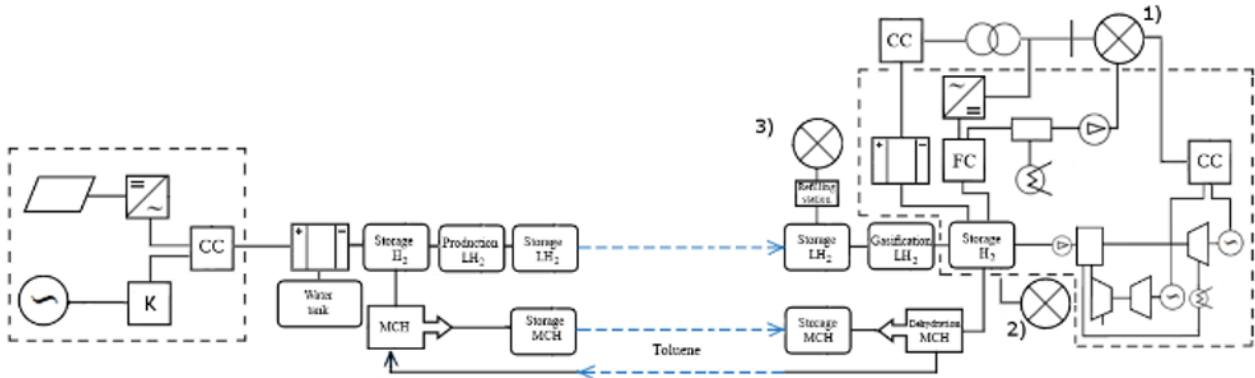 1)
CC
3)
+
-
FC
CC
Refilling
station
CC
+
-
Storage
H2
Production
LH2
Storage
LH2
Storage
LH2
Gasification
LH2
Storage
H2
K
Water
tank
MCH
Storage
MCH
Toluene
Storage
MCH
Dehydration
MCH
2)